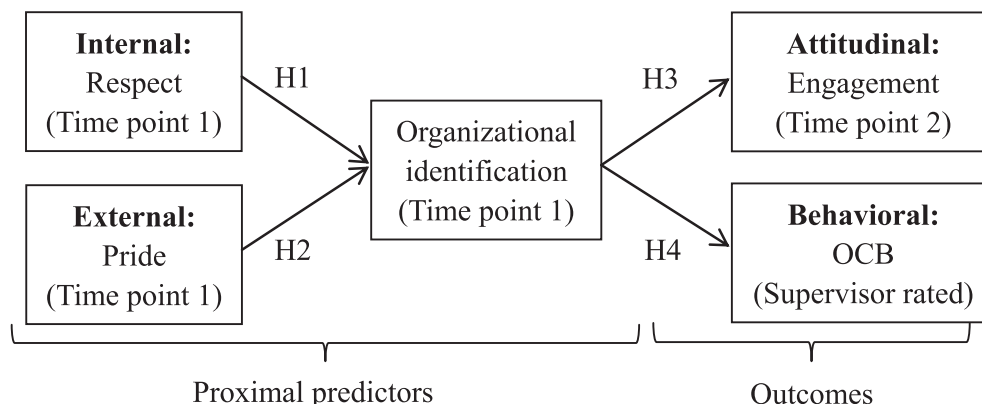 Internal:
Respect
(Time point 1)
H1
External:
Pride
(Time point 1)
H2
Organizational
identification
(Time point 1)
H3
Attitudinal:
Engagement
(Time point 2)
H4
Behavioral:
OCB
(Supervisor rated)
Proximal predictors
Outcomes